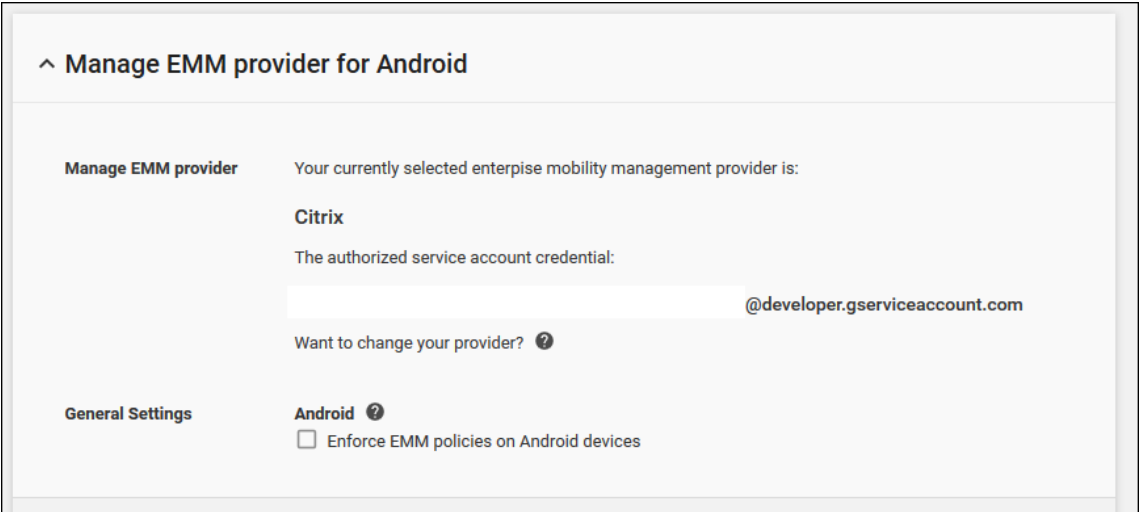 Manage EMM provider for Android
Manage EMM provider
Your currently selected enterpise mobility management provider is:
Citrix
The authorized service account credential:
@developer.gserviceaccount.com
Want to change your provider?
General Settings
Android
Enforce EMM policies on Android devices